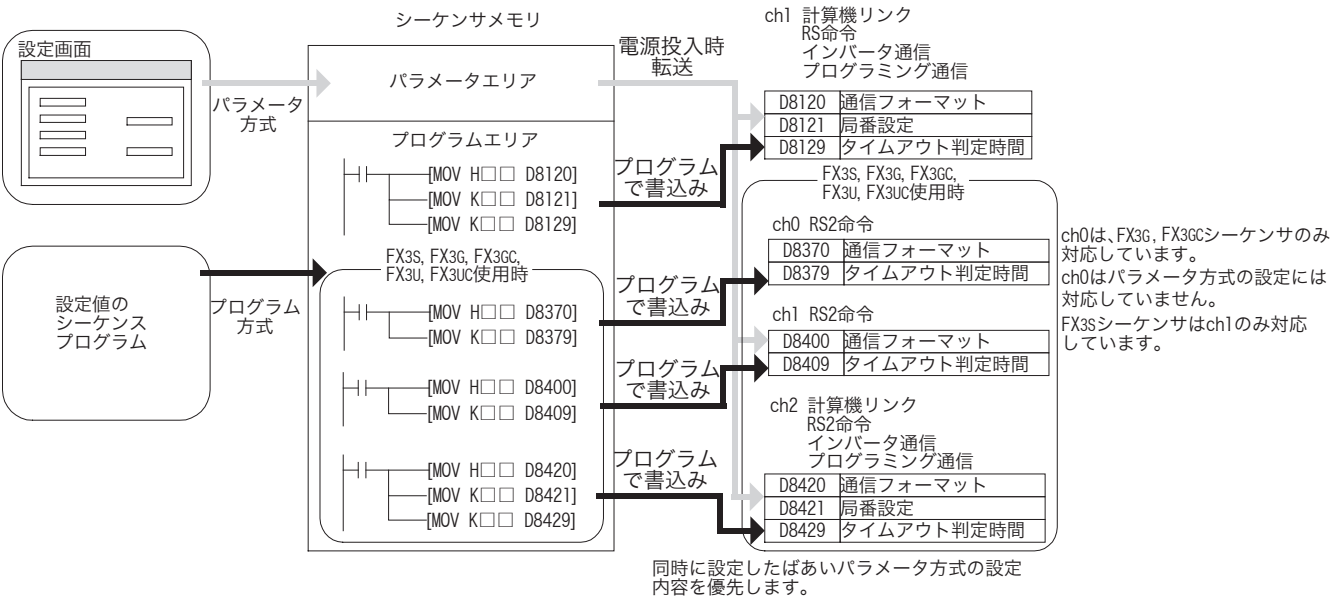 設定画面
パラメータ
方式
設定値の
シーケンス
プログラム
プログラム
方式
シーケンサメモリ
パラメータエリア
プログラムエリア
[MOV H□□ D8120]
[MOV K□□ D8121]
[MOV K□□ D8129]
FX3S, FX3G, FX3GC,
FX3U, FX3UC使用時
[MOV H□□ D8370]
[MOV K□□ D8379]
[MOV H□□ D8400]
[MOV K□□ D8409]
[MOV H□□ D8420]
[MOV K□□ D8421]
[MOV K□□ D8429]
電源投入時
転送
プログラム
で書込み
プログラム
で書込み
プログラム
で書込み
プログラム
で書込み
ch1 計算機リンク
RS命令
インバータ通信
プログラミング通信
D8120 通信フォーマット
D8121 局番設定
D8129 タイムアウト判定時間
FX3S, FX3G, FX3GC,
FX3U, FX3UC使用時
ch0 RS2命令
D8370 通信フォーマット
D8379 タイムアウト判定時間
ch1 RS2命令
D8400 通信フォーマット
D8409 タイムアウト判定時間
ch2 計算機リンク
RS2命令
インバータ通信
プログラミング通信
D8420 通信フォーマット
D8421 局番設定
D8429 タイムアウト判定時間
ch0は、FX3G, FX3GCシーケンサのみ
対応しています。
ch0はパラメータ方式の設定には
対応していません。
FX3Sシーケンサはch1のみ対応
しています。
同時に設定したばあいパラメータ方式の設定
内容を優先します。